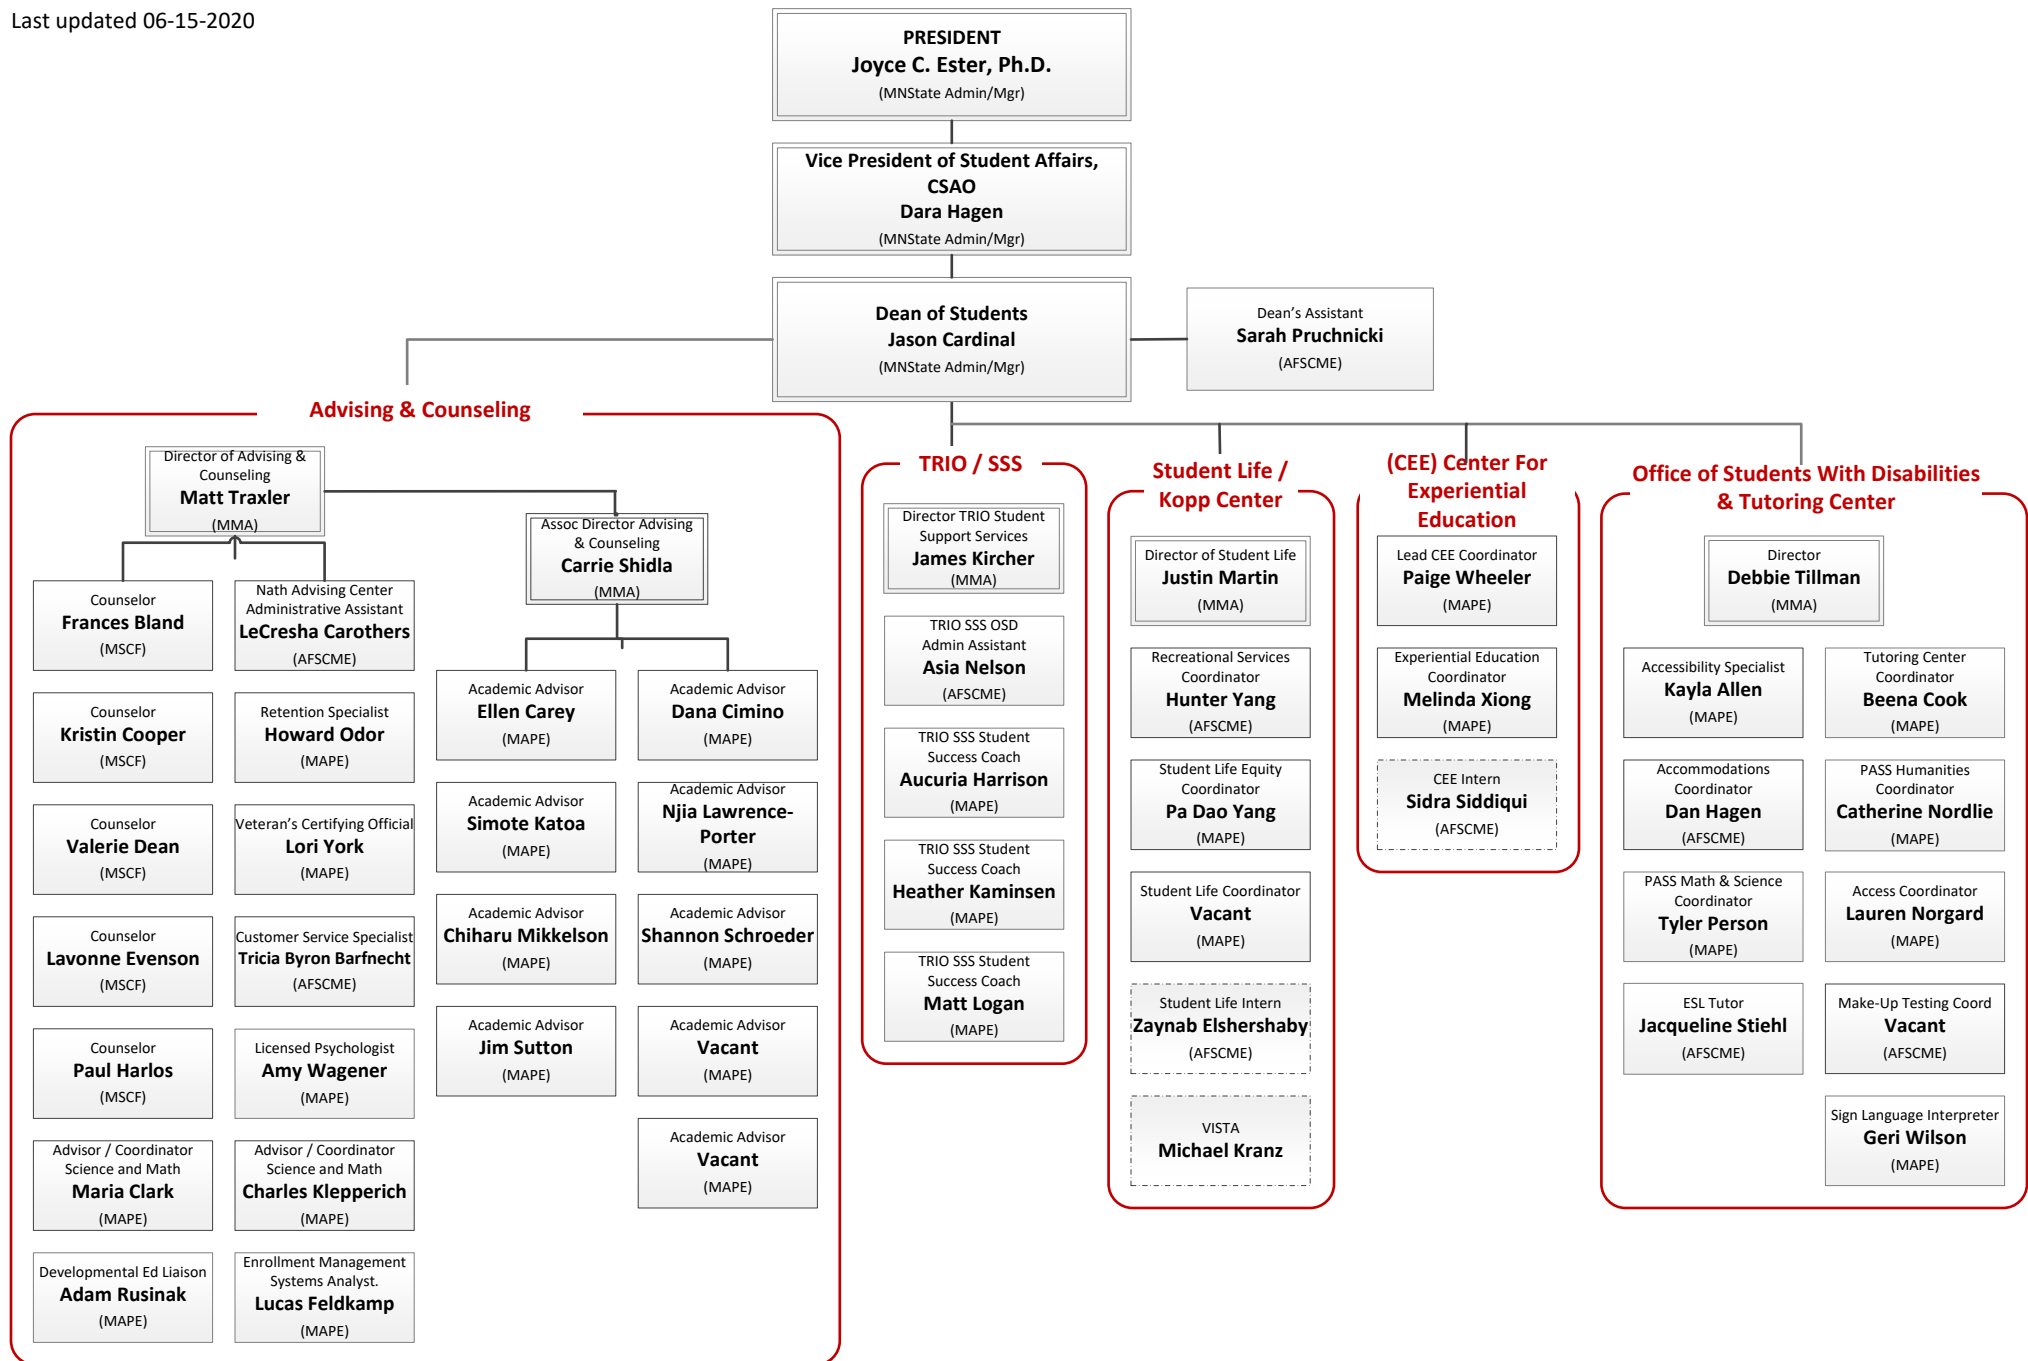 Last updated 06-15-2020
PRESIDENT
Joyce C. Ester, Ph.D.
(MNState Admin/Mgr)
Vice President of Student Affairs,
CSAO
Dara Hagen
(MNState Admin/Mgr)
Dean of Students
Jason Cardinal
(MNState Admin/Mgr)
Dean’s Assistant
Sarah Pruchnicki
(AFSCME)
Advising & Counseling
Director of Advising &
Counseling
Matt Traxler
(MMA)
Assoc Director Advising
& Counseling
Carrie Shidla
(MMA)
Counselor
Frances Bland
(MSCF)
Nath Advising Center
Administrative Assistant
LeCresha Carothers
(AFSCME)
Counselor
Kristin Cooper
(MSCF)
Retention Specialist
Howard Odor
(MAPE)
Counselor
Valerie Dean
(MSCF)
Veteran’s Certifying Official
Lori York
(MAPE)
Counselor
Lavonne Evenson
(MSCF)
Customer Service Specialist
Tricia Byron Barfnecht
(AFSCME)
Counselor
Paul Harlos
(MSCF)
Licensed Psychologist
Amy Wagener
(MAPE)
Advisor / Coordinator
Science and Math
Maria Clark
(MAPE)
Advisor / Coordinator
Science and Math
Charles Klepperich
(MAPE)
Developmental Ed Liaison
Adam Rusinak
(MAPE)
Enrollment Management
Systems Analyst.
Lucas Feldkamp
(MAPE)
Academic Advisor
Ellen Carey
(MAPE)
Academic Advisor
Dana Cimino
(MAPE)
Academic Advisor
Simote Katoa
(MAPE)
Academic Advisor
Njia Lawrence-
Porter
(MAPE)
Academic Advisor
Chiharu Mikkelson
(MAPE)
Academic Advisor
Shannon Schroeder
(MAPE)
Academic Advisor
Jim Sutton
(MAPE)
Academic Advisor
Vacant
(MAPE)
Academic Advisor
Vacant
(MAPE)
TRIO / SSS
Director TRIO Student
Support Services
James Kircher
(MMA)
TRIO SSS OSD
Admin Assistant
Asia Nelson
(AFSCME)
TRIO SSS Student
Success Coach
Aucuria Harrison
(MAPE)
TRIO SSS Student
Success Coach
Heather Kaminsen
(MAPE)
TRIO SSS Student
Success Coach
Matt Logan
(MAPE)
Student Life /
Kopp Center
Director of Student Life
Justin Martin
(MMA)
Recreational Services
Coordinator
Hunter Yang
(AFSCME)
Student Life Equity
Coordinator
Pa Dao Yang
(MAPE)
Student Life Coordinator
Vacant
(MAPE)
Student Life Intern
Zaynab Elshershaby
(AFSCME)
VISTA
Michael Kranz
(CEE) Center For
Experiential
Education
Lead CEE Coordinator
Paige Wheeler
(MAPE)
Experiential Education
Coordinator
Melinda Xiong
(MAPE)
CEE Intern
Sidra Siddiqui
(AFSCME)
Office of Students With Disabilities
& Tutoring Center
Director
Debbie Tillman
(MMA)
Accessibility Specialist
Kayla Allen
(MAPE)
Tutoring Center
Coordinator
Beena Cook
(MAPE)
Accommodations
Coordinator
Dan Hagen
(AFSCME)
PASS Humanities
Coordinator
Catherine Nordlie
(MAPE)
PASS Math & Science
Coordinator
Tyler Person
(MAPE)
Access Coordinator
Lauren Norgard
(MAPE)
ESL Tutor
Jacqueline Stiehl
(AFSCME)
Make-Up Testing Coord
Vacant
(AFSCME)
Sign Language Interpreter
Geri Wilson
(MAPE)